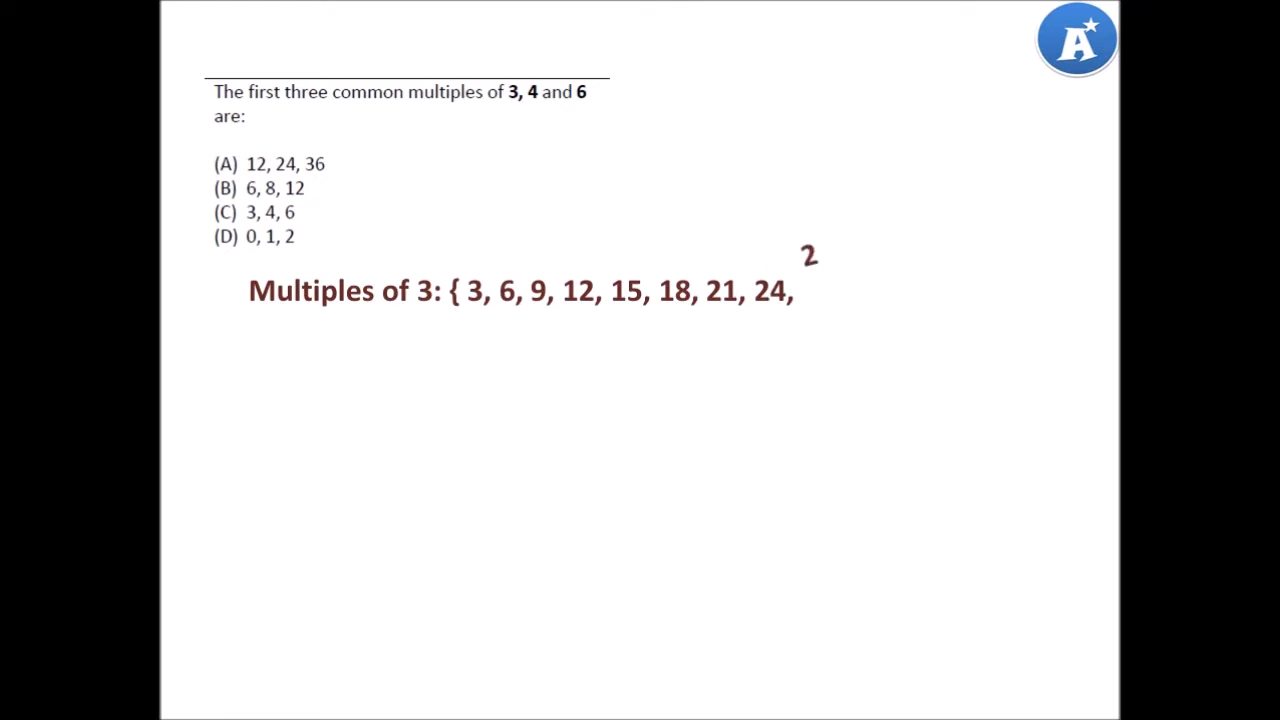 A
The first three common multiples of 3, 4 and 6
are:
(A) 12, 24, 36
(B) 6, 8, 12
(C) 3, 4, 6
(D) 0, 1, 2
Multiples of 3: { 3, 6, 9, 12, 15, 18, 21, 24, 2